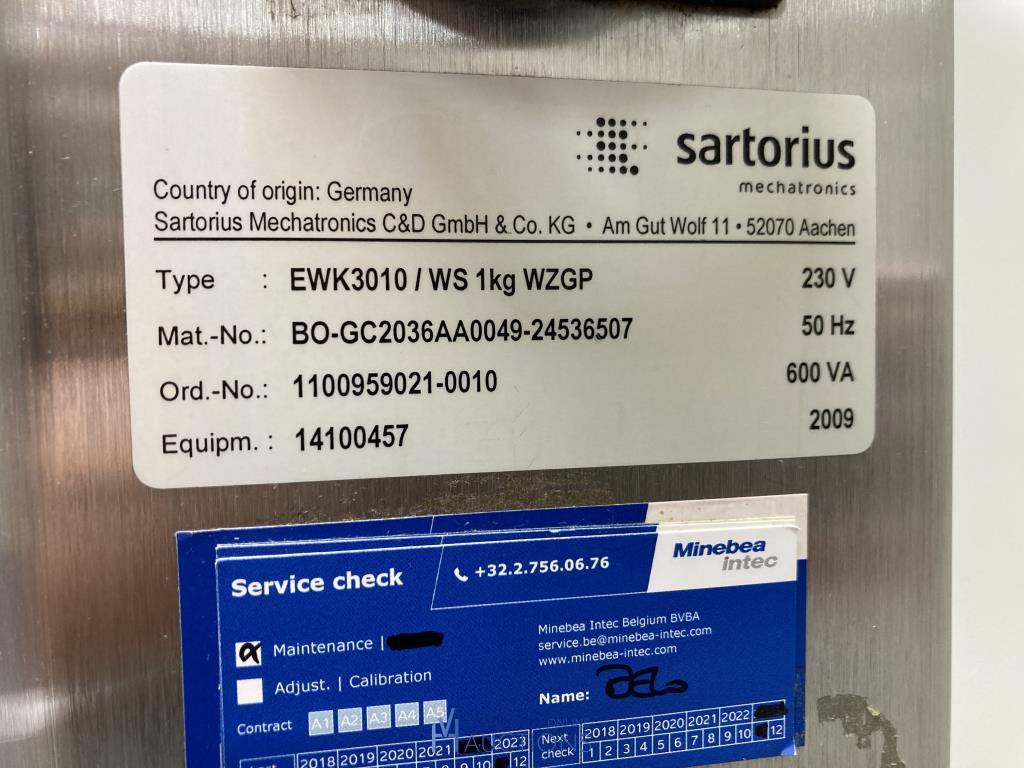 sartorius
mechatronics
Country of origin: Germany
Sartorius Mechatronics C&D GmbH & Co. KG • Am Gut Wolf 11 • 52070 Aachen
Type : EWK3010 / WS 1kg WZGP 230 V
Mat.-No.: BO-GC2036AA0049-24536507 50 Hz
Ord.-No.: 1100959021-0010 600 VA
Equipm. : 14100457 2009
Service check +32.2.756.06.76 Minebea intec
Maintenance |
Adjust. | Calibration
Minebea Intec Belgium BVBA
service.be@minebea-intec.com
www.minebea-intec.com
Name:
Contract A1 A2 A3 A4 A5
2018 2019 2020 2021 2023
9 10 12
Next check 2018 2019 2020 2021 2022
1 2 3 4 5 6 7 8 9 10 12